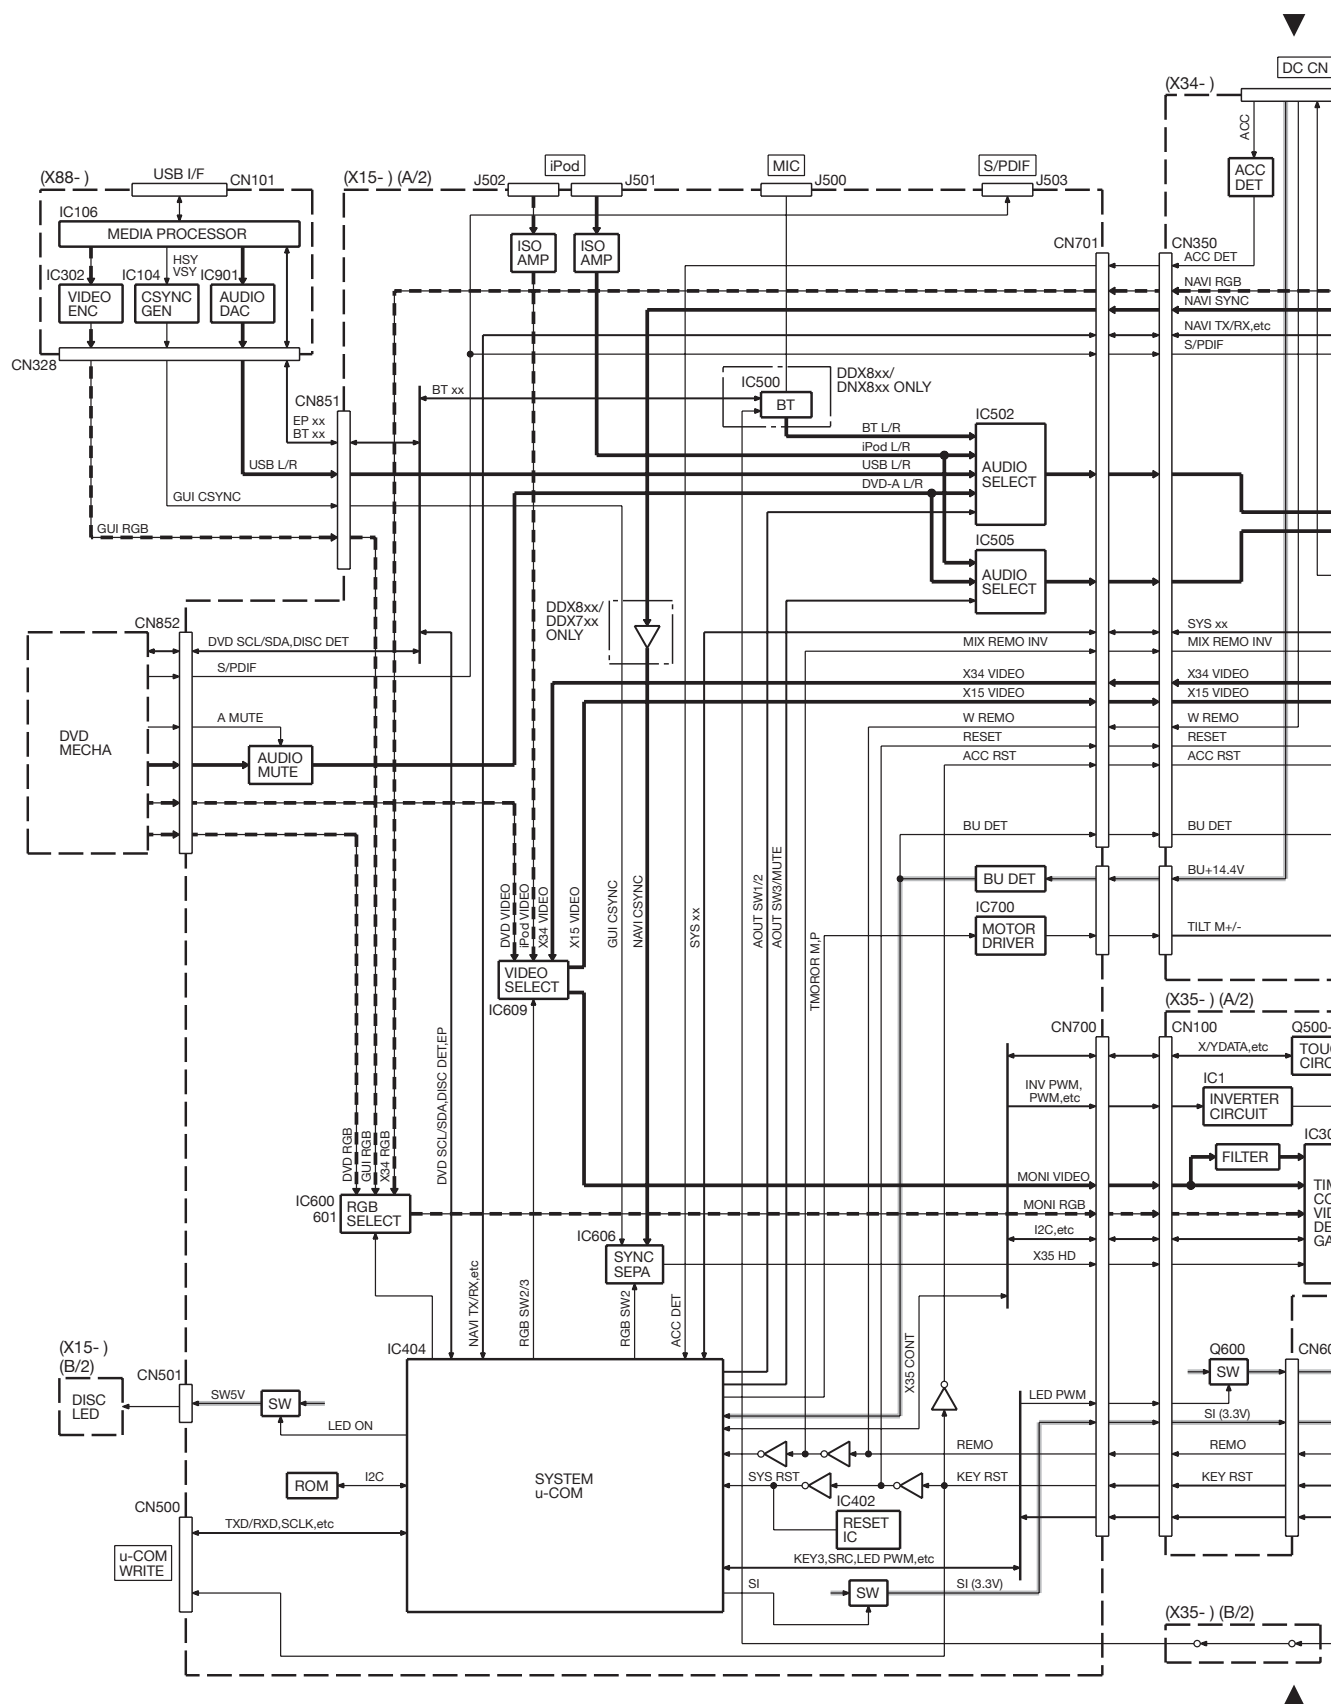 DC CN
(X34- )
ACC
ACC
DET
(X88- )
USB I/F
CN101
(X15- ) (A/2)
iPod
J502
J501
MIC
J500
S/PDIF
J503
IC106
MEDIA PROCESSOR
HSY
VSY
IC302
IC104
IC901
VIDEO
ENC
CSYNC
GEN
AUDIO
DAC
CN328
ISO
AMP
ISO
AMP
CN701
CN350
ACC DET
NAVI RGB
NAVI SYNC
NAVI TX/RX,etc
S/PDIF
CN851
EP xx
BT xx
BT xx
IC500
BT
DDX8xx/
DNX8xx ONLY
USB L/R
GUI CSYNC
GUI RGB
BT L/R
iPod L/R
USB L/R
DVD-A L/R
IC502
AUDIO
SELECT
IC505
AUDIO
SELECT
DDX8xx/
DDX7xx
ONLY
CN852
DVD SCL/SDA,DISC DET
S/PDIF
A MUTE
DVD
MECHA
AUDIO
MUTE
MIX REMO INV
X34 VIDEO
X15 VIDEO
W REMO
RESET
ACC RST
BU DET
SYS xx
MIX REMO INV
X34 VIDEO
X15 VIDEO
W REMO
RESET
ACC RST
BU DET
BU+14.4V
TILT M+/-
BU DET
IC700
MOTOR
DRIVER
DVD VIDEO
iPod VIDEO
X34 VIDEO
X15 VIDEO
GUI CSYNC
NAVI CSYNC
SYS xx
AOUT SW1/2
AOUT SW3/MUTE
TMOROR M,P
VIDEO
SELECT
IC609
(X35- ) (A/2)
CN700
CN100
Q500-
X/YDATA,etc
TOU
CIRC
INV PWM,
PWM,etc
IC1
INVERTER
CIRCUIT
FILTER
IC30
TIM
CO
VID
DE
GA
MONI VIDEO
MONI RGB
I2C,etc
X35 HD
DVD RGB
GUI RGB
X34 RGB
DVD SCL/SDA,DISC DET,EP
IC600
601
RGB
SELECT
IC606
SYNC
SEPA
NAVI TX/RX,etc
RGB SW2/3
RGB SW2
ACC DET
X35 CONT
IC404
(X15- )
(B/2)
DISC
LED
CN501
SW5V
SW
LED ON
ROM
I2C
CN500
TXD/RXD,SCLK,etc
u-COM
WRITE
SYSTEM
u-COM
Q600
SW
CN60
LED PWM
SI (3.3V)
REMO
REMO
SYS RST
KEY RST
KEY RST
IC402
RESET
IC
KEY3,SRC,LED PWM,etc
SI
SW
SI (3.3V)
(X35- ) (B/2)